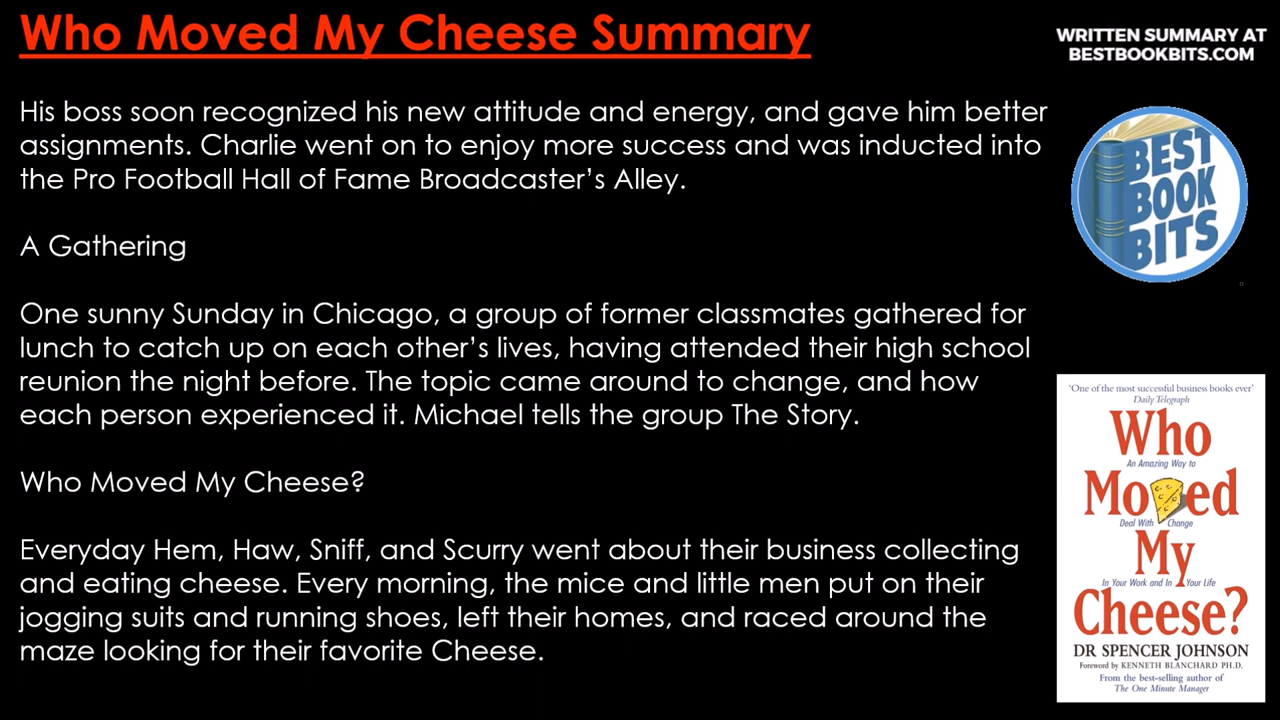 Who Moved My Cheese Summary
WRITTEN SUMMARY AT
BESTBOOKBITS.COM
His boss soon recognized his new attitude and energy, and gave him better
assignments. Charlie went on to enjoy more success and was inducted into
the Pro Football Hall of Fame Broadcaster's Alley.
A Gathering
One sunny Sunday in Chicago, a group of former classmates gathered for
lunch to catch up on each other's lives, having attended their high school
reunion the night before. The topic came around to change, and how
each person experienced it. Michael tells the group The Story.
Who Moved My Cheese?
Everyday Hem, Haw, Sniff, and Scurry went about their business collecting
and eating cheese. Every morning, the mice and little men put on their
jogging suits and running shoes, left their homes, and raced around the
maze looking for their favorite Cheese.
BEST
BOOK
BITS
'One of the most successful business books ever'
Daily Telegraph
Who
An Amazing Way to
Moved
Deal With Change
My
In Your Work and In Your Life
Cheese?
DR SPENCER JOHNSON
Foreword by KENNETH BLANCHARD PH.D.
From the best-selling author of
The One Minute Manager